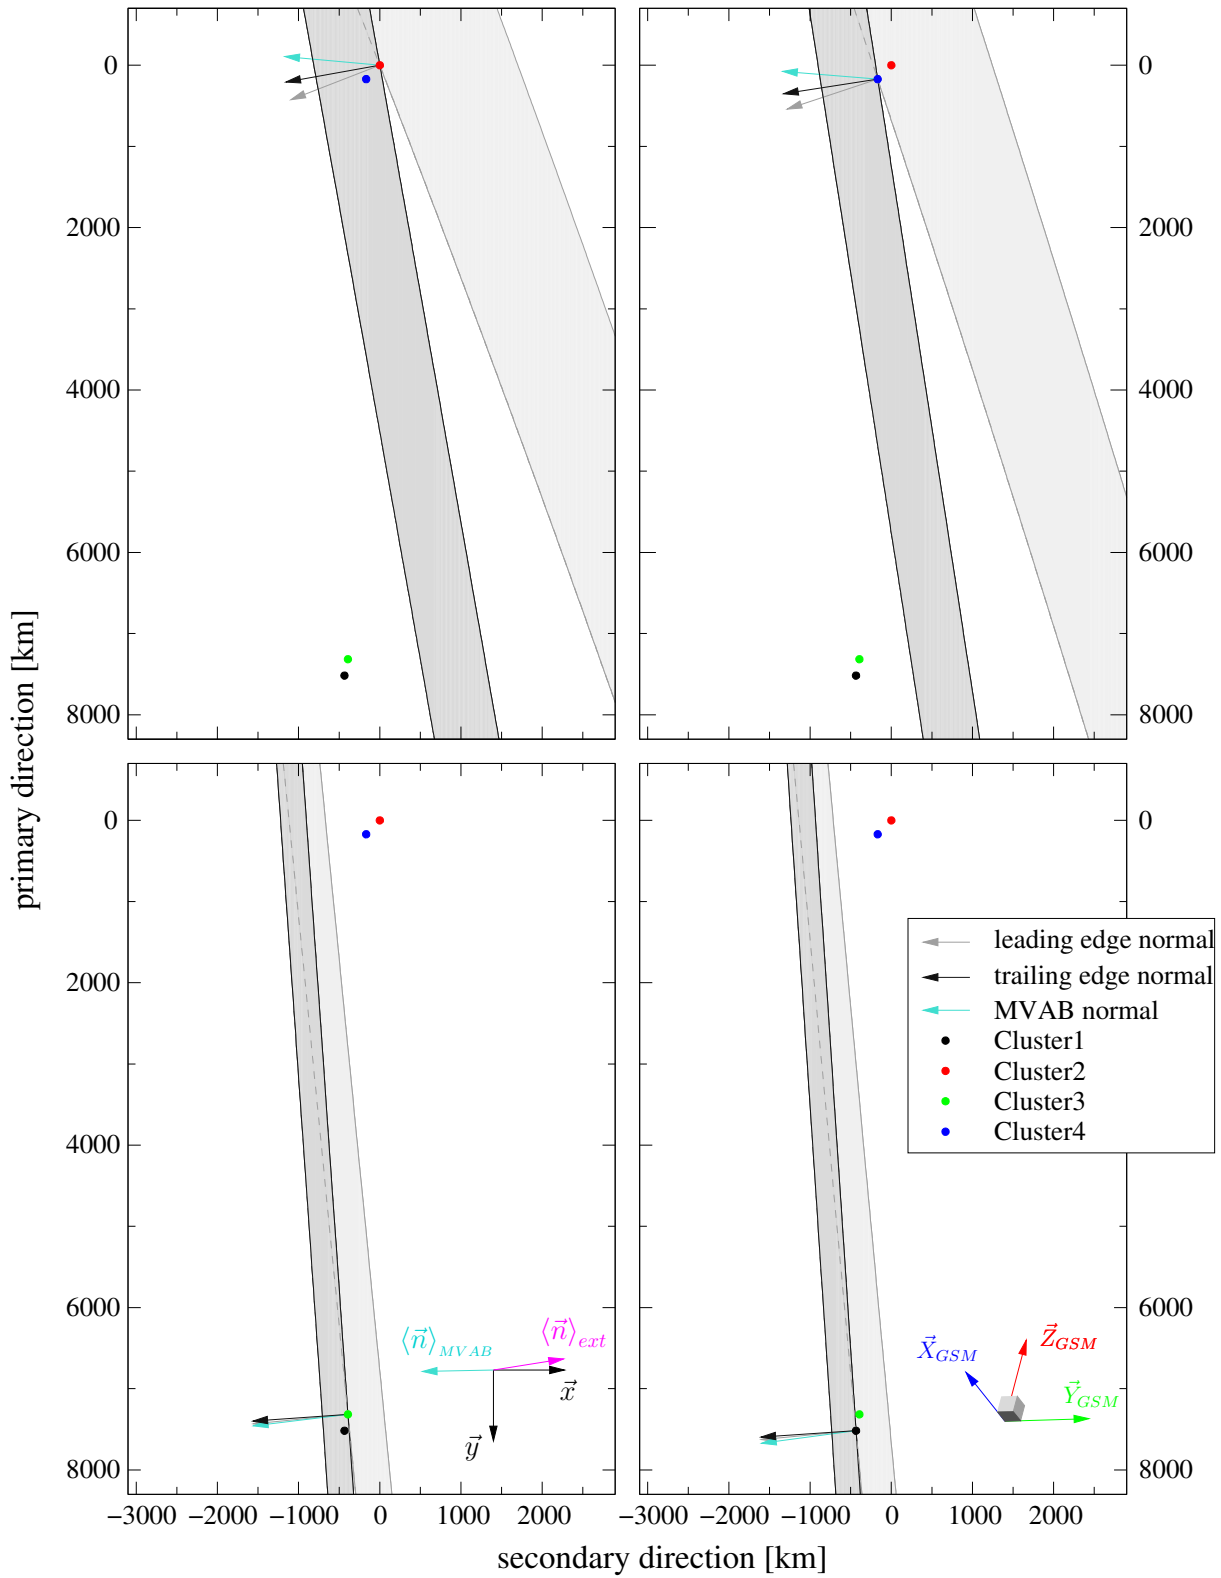 0
2000
4000
6000
8000
0
2000
4000
6000
8000
primary direction [km]
0
2000
4000
6000
8000
0
2000
4000
6000
8000
leading edge normal
trailing edge normal
MVAB normal
Cluster1
Cluster2
Cluster3
Cluster4
⟨n⃗⟩MVAB
⟨n⃗⟩ext
x⃗
y⃗
X⃗GSM
Z⃗GSM
Y⃗GSM
−3000 −2000 −1000 0 1000 2000
−3000 −2000 −1000 0 1000 2000
secondary direction [km]